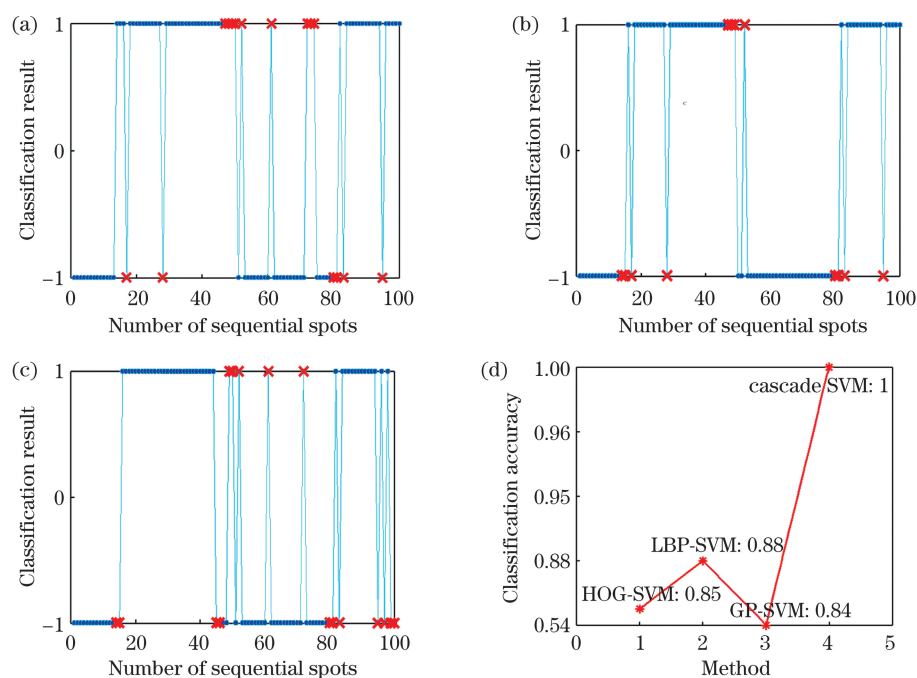 (a)
Classification result
1
0
−1
0
20
40
60
80
100
Number of sequential spots
(b)
Classification result
1
0
−1
0
20
40
60
80
100
Number of sequential spots
c
(c)
Classification result
1
0
−1
0
20
40
60
80
100
Number of sequential spots
(d)
Classification accuracy
1.00
0.96
0.95
0.88
0.54
cascade SVM: 1
LBP-SVM: 0.88
HOG-SVM: 0.85
GP-SVM: 0.84
0
1
2
3
4
5
Method